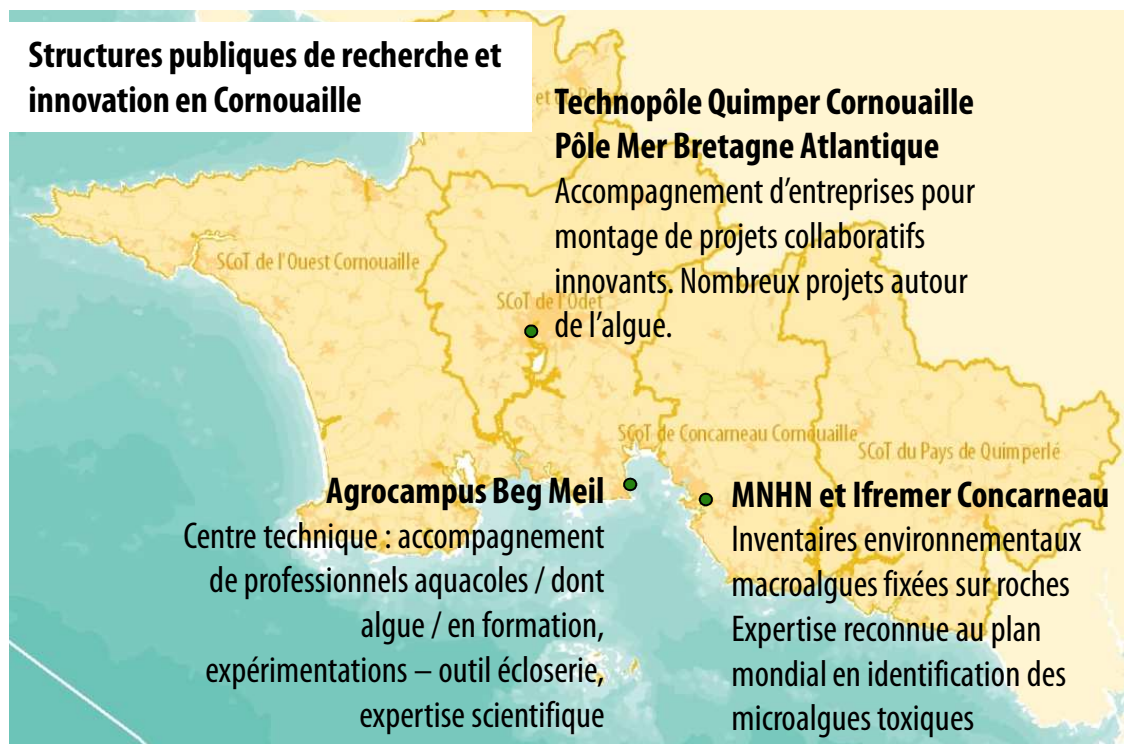 Structures publiques de recherche et
innovation en Cornouaille
Technopôle Quimper Cornouaille
Pôle Mer Bretagne Atlantique
Accompagnement d’entreprises pour
montage de projets collaboratifs
innovants. Nombreux projets autour
de l’algue.
SCoT de l'Ouest Cornouaille
SCoT de l'Odet
SCoT de Concarneau Cornouaille
SCoT du Pays de Quimperlé
Agrocampus Beg Meil
Centre technique : accompagnement
de professionnels aquacoles / dont
algue / en formation,
expérimentations – outil écloserie,
expertise scientifique
MNHN et Ifremer Concarneau
Inventaires environnementaux
macroalgues fixées sur roches
Expertise reconnue au plan
mondial en identification des
microalgues toxiques